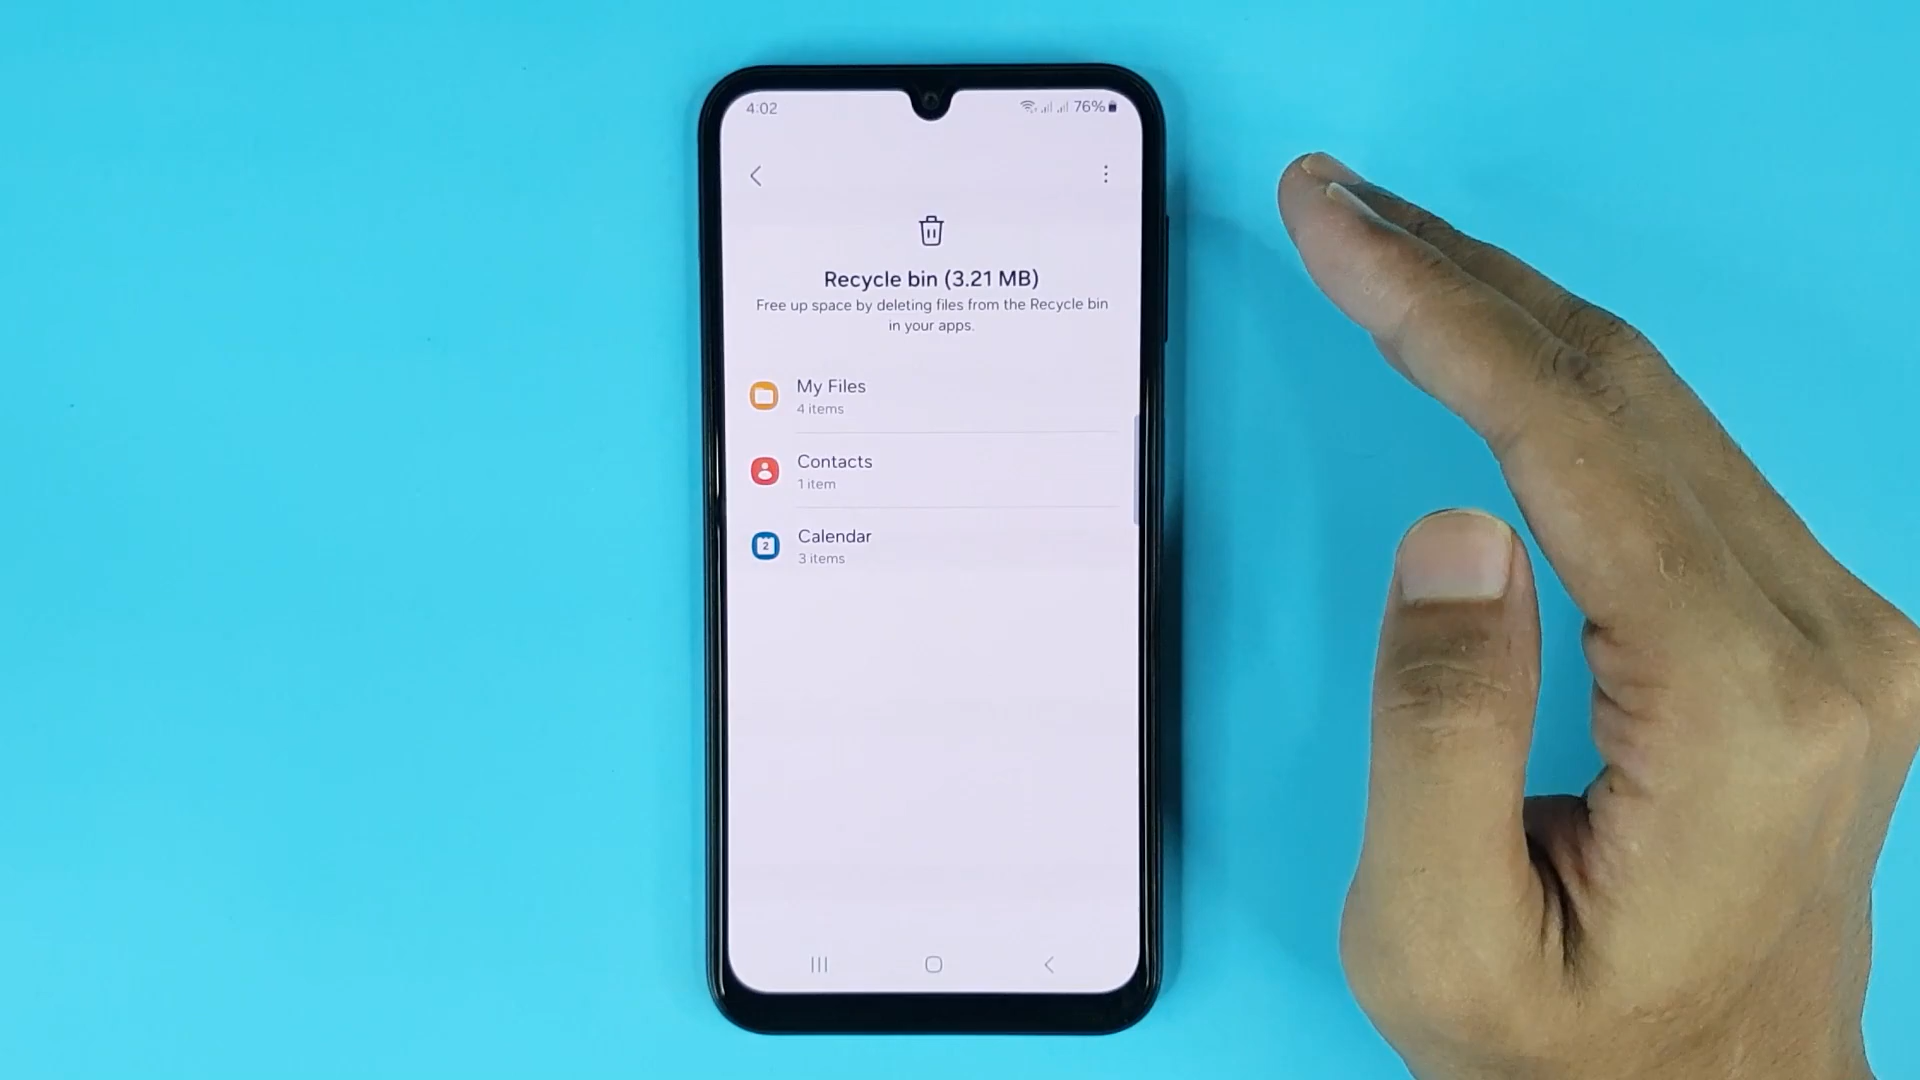 4:02
76%
Recycle bin (3.21 MB)
Free up space by deleting files from the Recycle bin
in your apps.
My Files
4 items
Contacts
1 item
2
Calendar
3 items